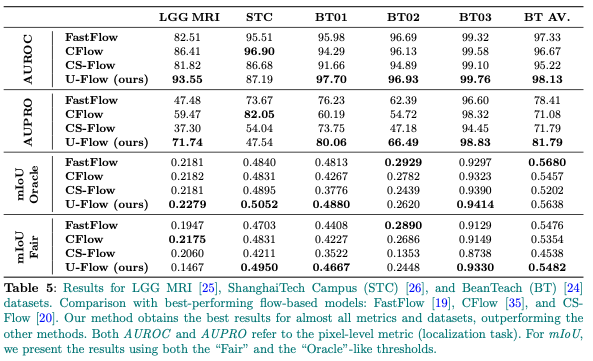 LGG MRI STC BT01 BT02 BT03 BT AV.
AUROC
FastFlow 82.51 95.51 95.98 96.69 99.32 97.33
CFlow 86.41 96.90 94.29 96.13 99.58 96.67
CS-Flow 81.82 86.68 91.66 94.89 99.10 95.22
U-Flow (ours) 93.55 87.19 97.70 96.93 99.76 98.13
AUPRO
FastFlow 47.48 73.67 76.23 62.39 96.60 78.41
CFlow 59.47 82.05 60.19 54.72 98.32 71.08
CS-Flow 37.30 54.04 73.75 47.18 94.45 71.79
U-Flow (ours) 71.74 47.54 80.06 66.49 98.83 81.79
mIoU
Oracle
FastFlow 0.2181 0.4840 0.4813 0.2929 0.9297 0.5680
CFlow 0.2182 0.4831 0.4267 0.2782 0.9323 0.5457
CS-Flow 0.2181 0.4895 0.3776 0.2439 0.9390 0.5202
U-Flow (ours) 0.2279 0.5052 0.4880 0.2620 0.9414 0.5638
mIoU
Fair
FastFlow 0.1947 0.4703 0.4408 0.2890 0.9129 0.5476
CFlow 0.2175 0.4831 0.4227 0.2686 0.9149 0.5354
CS-Flow 0.2060 0.4211 0.3522 0.1353 0.8738 0.4538
U-Flow (ours) 0.1467 0.4950 0.4667 0.2448 0.9330 0.5482
Table 5: Results for LGG MRI [25], ShanghaiTech Campus (STC) [26], and BeanTeach (BT) [24]
datasets. Comparison with best-performing flow-based models: FastFlow [19], CFlow [35], and CS-
Flow [20]. Our method obtains the best results for almost all metrics and datasets, outperforming the
other methods. Both AUROC and AUPRO refer to the pixel-level metric (localization task). For mIoU,
we present the results using both the “Fair” and the “Oracle”-like thresholds.